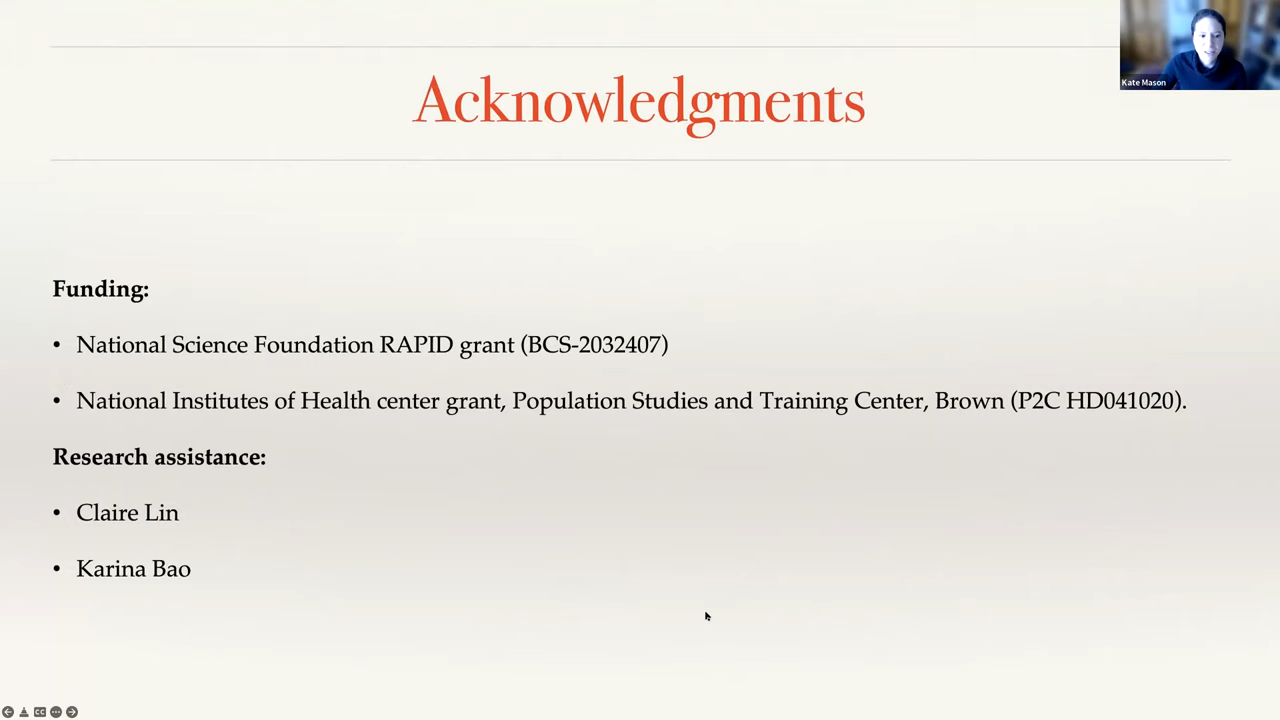 Kate Mason
Acknowledgments
Funding:
• National Science Foundation RAPID grant (BCS-2032407)
• National Institutes of Health center grant, Population Studies and Training Center, Brown (P2C HD041020).
Research assistance:
• Claire Lin
• Karina Bao
CC